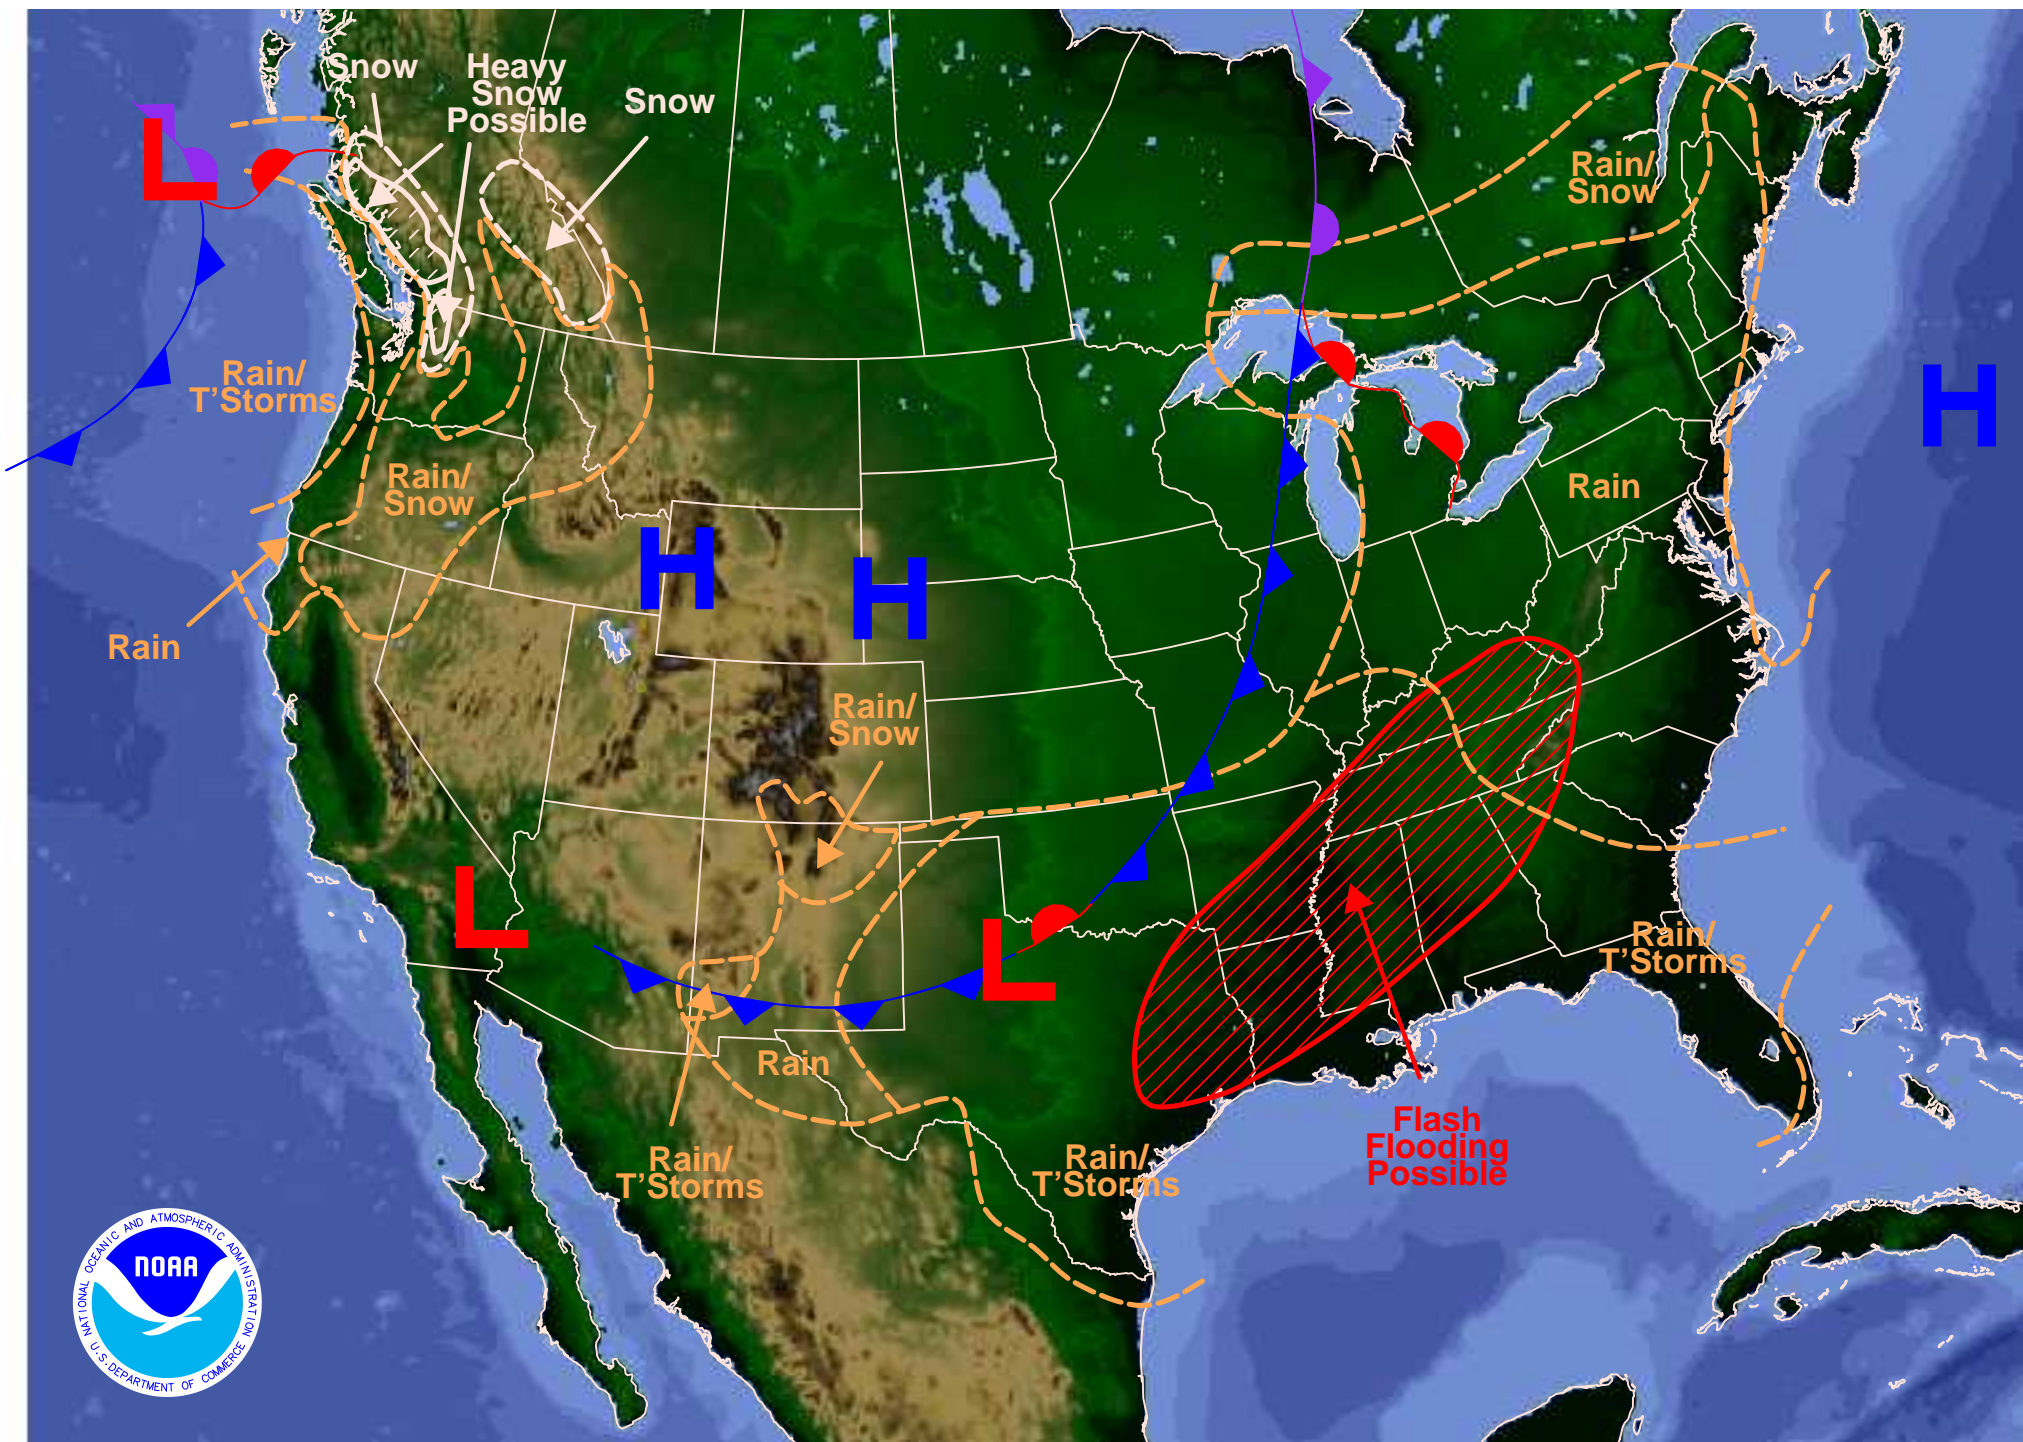 Snow
Heavy
Snow
Possible
Snow
L
Rain/
Snow
Rain/
T'Storms
H
Rain/
Snow
Rain
H
H
Rain
Rain/
Snow
L
L
Rain/
T'Storms
Rain
Flash
Flooding
Possible
Rain/
T'Storms
Rain/
T'Storms
NATIONAL OCEANIC AND ATMOSPHERIC ADMINISTRATION
NOAA
U.S. DEPARTMENT OF COMMERCE